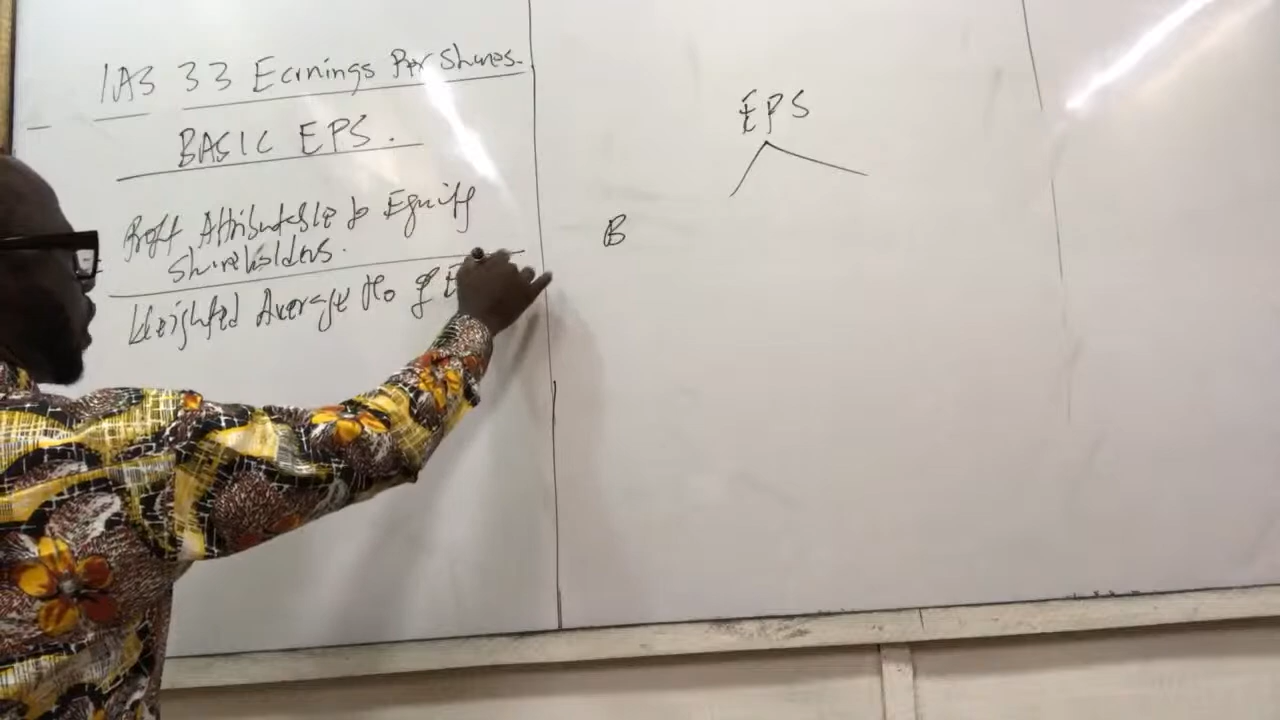 IAS 33 Earnings Per Shares.
BASIC EPS.
Profit Attributable to Equity
Shareholders.
Weighted Average No of E
EPS
B